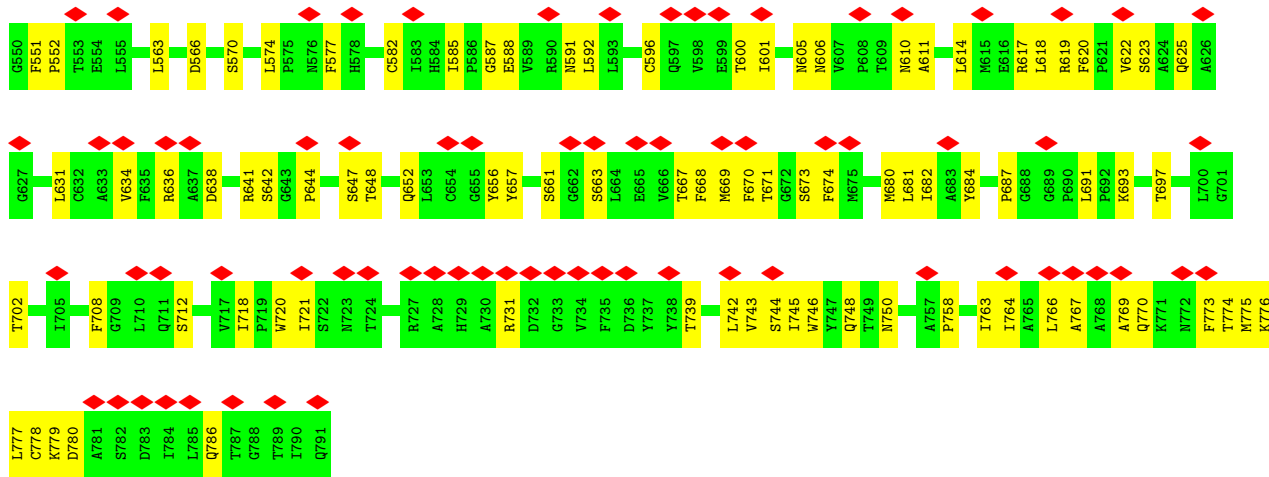 G550 F551 P552 T553 E554 L555 L563 D566 S570 L574 P575 N576 F577 H578 C582 I583 H584 I585 P586 G587 E588 V589 R590 N591 L592 L593 C596 Q597 V598 E599 T600 I601 N605 N606 V607 P608 T609 N610 A611 L614 M615 E616 R617 L618 R619 F620 P621 V622 S623 A624 Q625 A626
G627 L631 C632 A633 V634 F635 R636 A637 D638 R641 S642 G643 P644 S647 T648 Q652 L653 C654 G655 Y656 Y657 S661 G662 S663 L664 E665 V666 T667 F668 M669 F670 T671 G672 S673 F674 M675 M680 L681 I682 A683 Y684 P687 G688 G689 P690 L691 P692 K693 T697 L700 G701
T702 I705 F708 G709 L710 Q711 S712 V717 I718 P719 W720 I721 S722 N723 T724 R727 A728 H729 A730 R731 D732 G733 V734 F735 D736 Y737 Y738 T739 L742 V743 S744 I745 W746 Y747 Q748 T749 N750 A757 P758 I763 I764 A765 L766 A767 A768 A769 Q770 K771 N772 F773 T774 M775 K776
L777 C778 K779 D780 A781 S782 D783 I784 L785 Q786 T787 G788 T789 I790 Q791